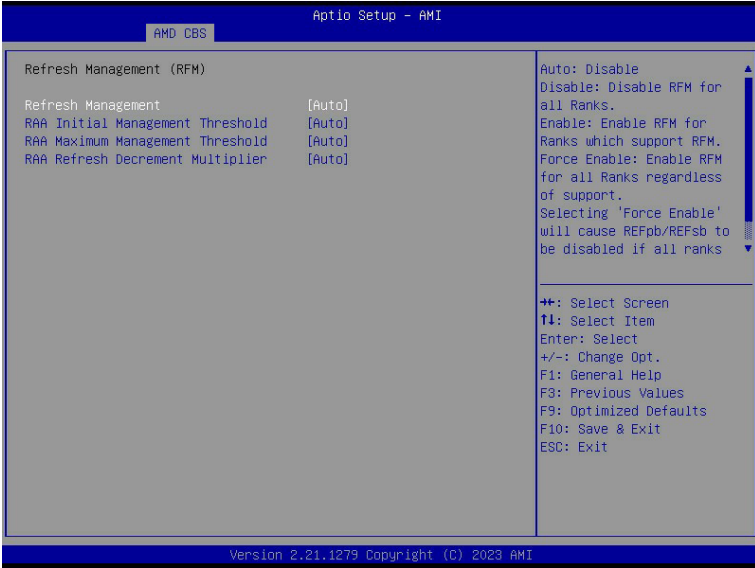 Aptio Setup - AMI
AMD CBS
Refresh Management (RFM)
Refresh Management [Auto]
RAA Initial Management Threshold [Auto]
RAA Maximum Management Threshold [Auto]
RAA Refresh Decrement Multiplier [Auto]
Auto: Disable
Disable: Disable RFM for
all Ranks.
Enable: Enable RFM for
Ranks which support RFM.
Force Enable: Enable RFM
for all Ranks regardless
of support.
Selecting 'Force Enable'
will cause REFpb/REFsb to
be disabled if all ranks
→←: Select Screen
↑↓: Select Item
Enter: Select
+/-: Change Opt.
F1: General Help
F3: Previous Values
F9: Optimized Defaults
F10: Save & Exit
ESC: Exit
Version 2.21.1279 Copyright (C) 2023 AMI